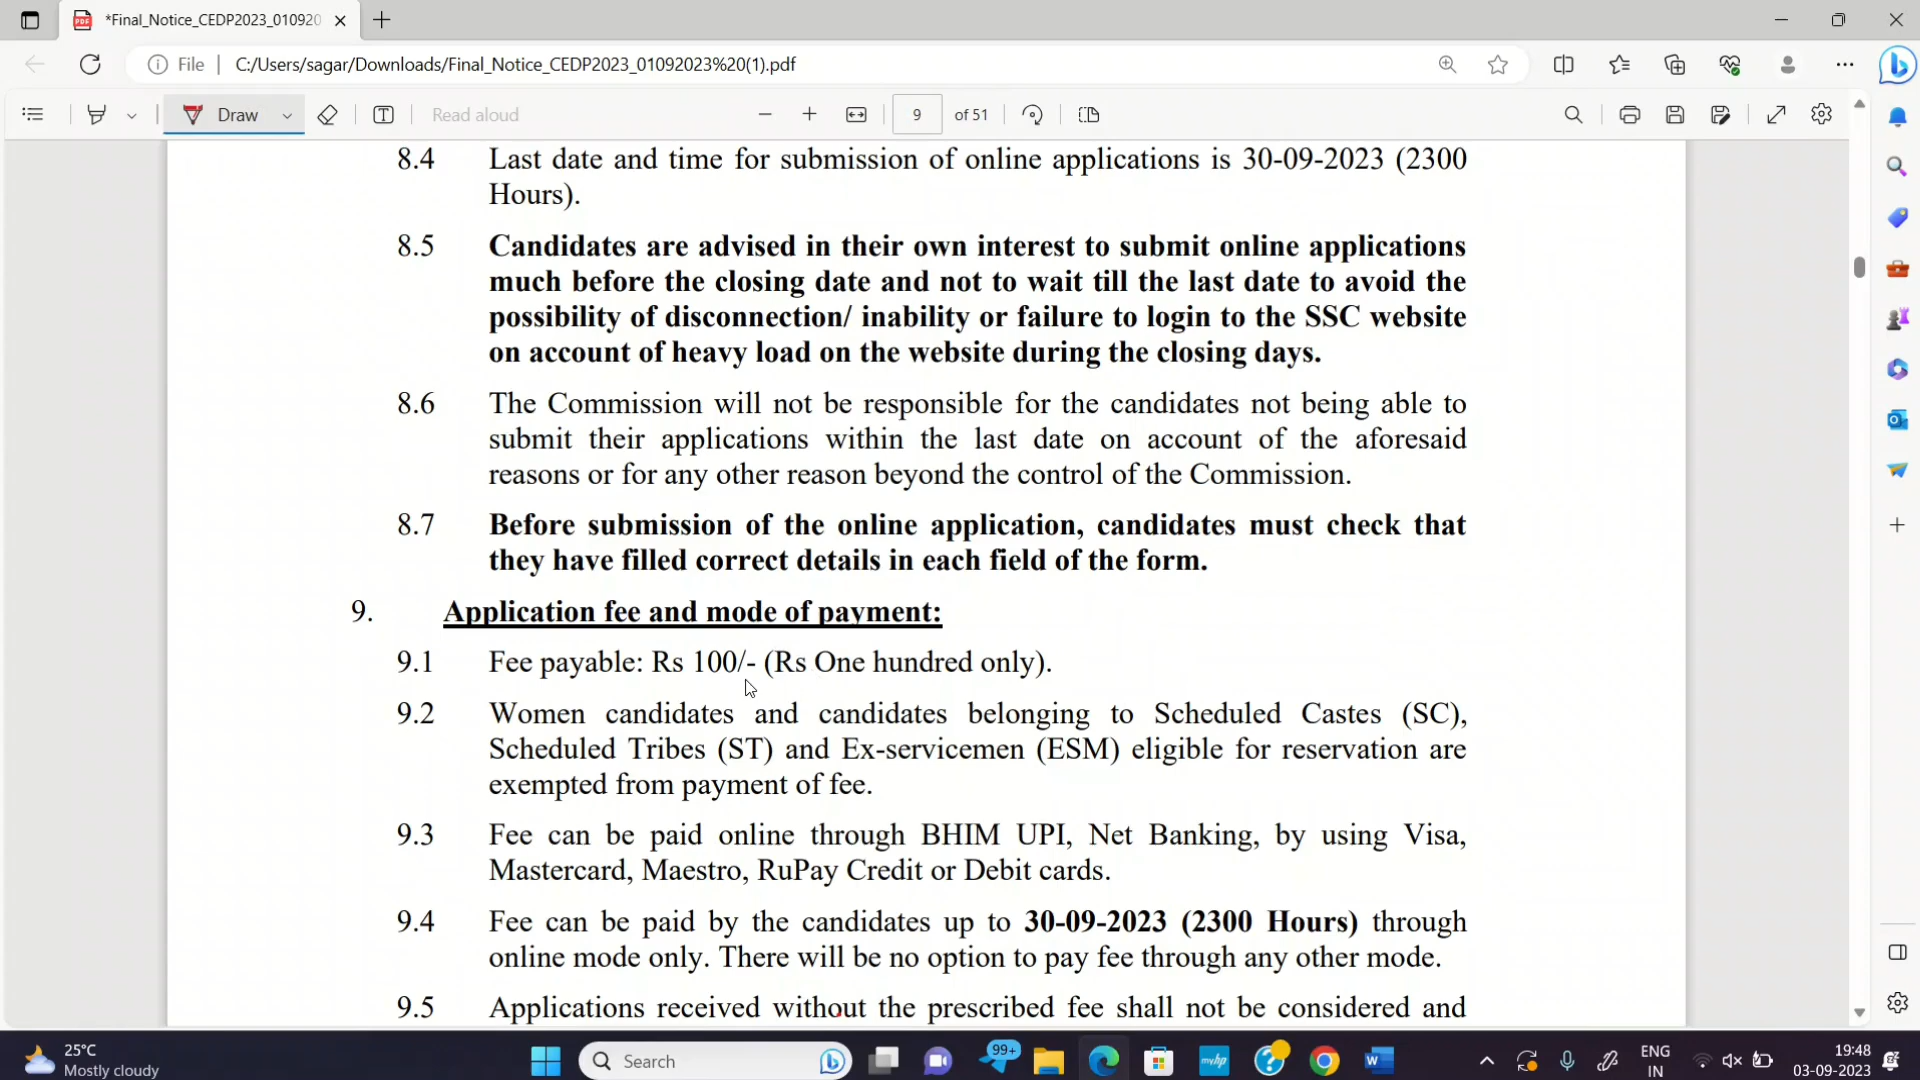 *Final_Notice_CEDP2023_010920
File
C:/Users/sagar/Downloads/Final_Notice_CEDP2023_01092023%20(1).pdf
Draw
Read aloud
9 of 51
8.4 Last date and time for submission of online applications is 30-09-2023 (2300
Hours).
8.5 Candidates are advised in their own interest to submit online applications
much before the closing date and not to wait till the last date to avoid the
possibility of disconnection/ inability or failure to login to the SSC website
on account of heavy load on the website during the closing days.
8.6 The Commission will not be responsible for the candidates not being able to
submit their applications within the last date on account of the aforesaid
reasons or for any other reason beyond the control of the Commission.
8.7 Before submission of the online application, candidates must check that
they have filled correct details in each field of the form.
9. Application fee and mode of payment:
9.1 Fee payable: Rs 100/- (Rs One hundred only).
9.2 Women candidates and candidates belonging to Scheduled Castes (SC),
Scheduled Tribes (ST) and Ex-servicemen (ESM) eligible for reservation are
exempted from payment of fee.
9.3 Fee can be paid online through BHIM UPI, Net Banking, by using Visa,
Mastercard, Maestro, RuPay Credit or Debit cards.
9.4 Fee can be paid by the candidates up to 30-09-2023 (2300 Hours) through
online mode only. There will be no option to pay fee through any other mode.
9.5 Applications received without the prescribed fee shall not be considered and
25°C
Mostly cloudy
Search
99+
ENG
IN
19:48
03-09-2023